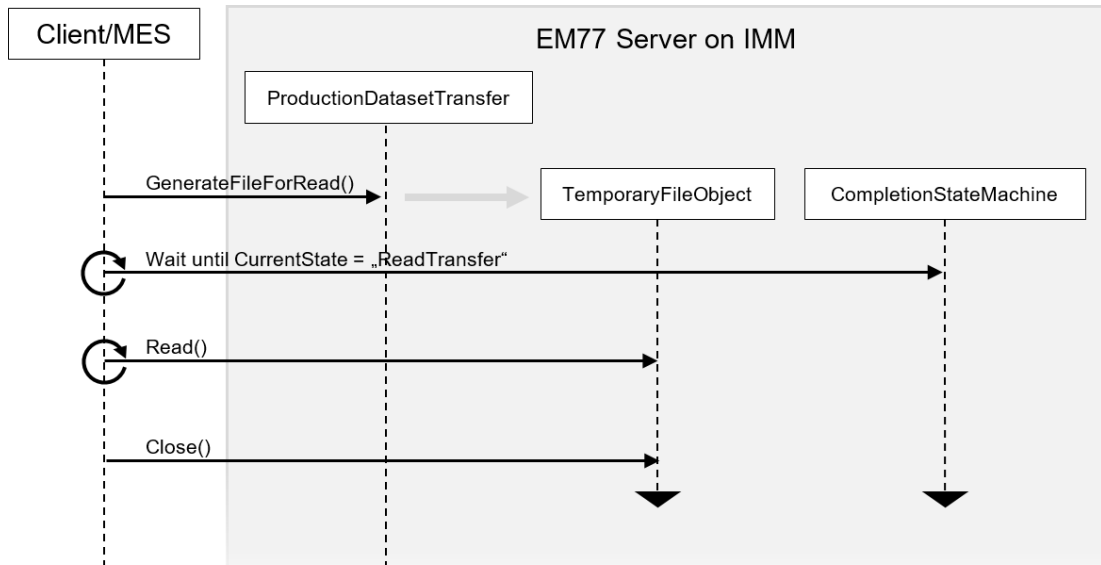 Client/MES
EM77 Server on IMM
ProductionDatasetTransfer
GenerateFileForRead()
TemporaryFileObject
CompletionStateMachine
Wait until CurrentState = „ReadTransfer“
Read()
Close()